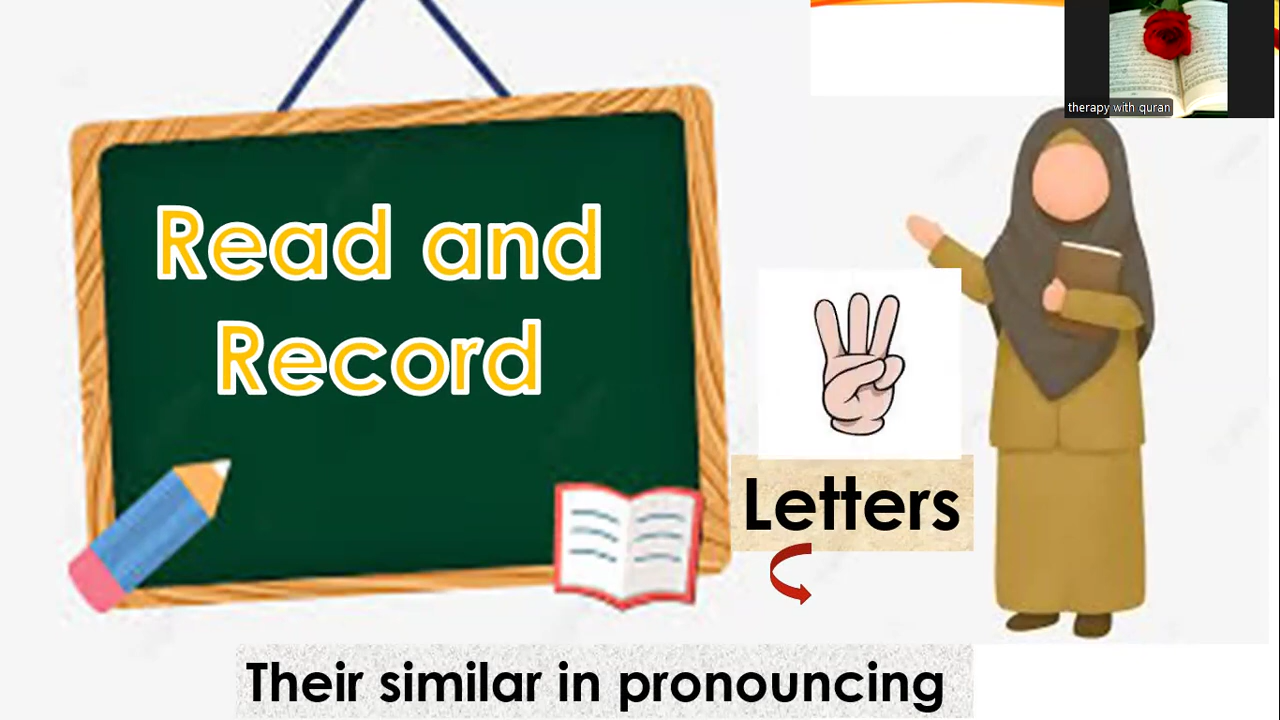 therapy with quran
Read and
Record
Letters
Their similar in pronouncing